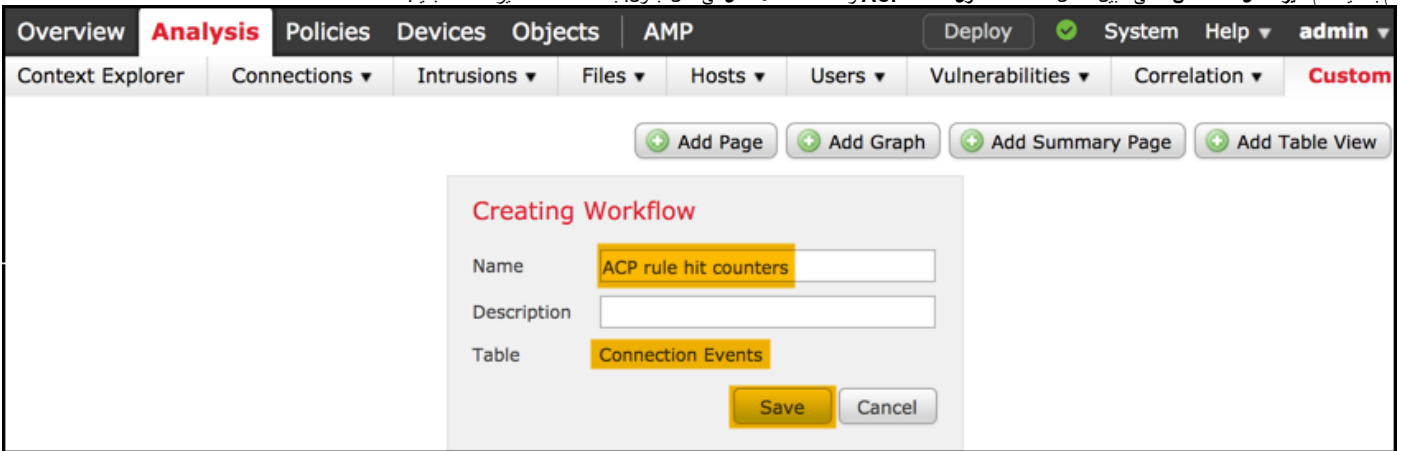 Overview Analysis Policies Devices Objects AMP Deploy System Help ▾ admin ▾
Context Explorer Connections ▾ Intrusions ▾ Files ▾ Hosts ▾ Users ▾ Vulnerabilities ▾ Correlation ▾ Custom
Add Page Add Graph Add Summary Page Add Table View
Creating Workflow
Name ACP rule hit counters
Description
Table Connection Events
Save Cancel